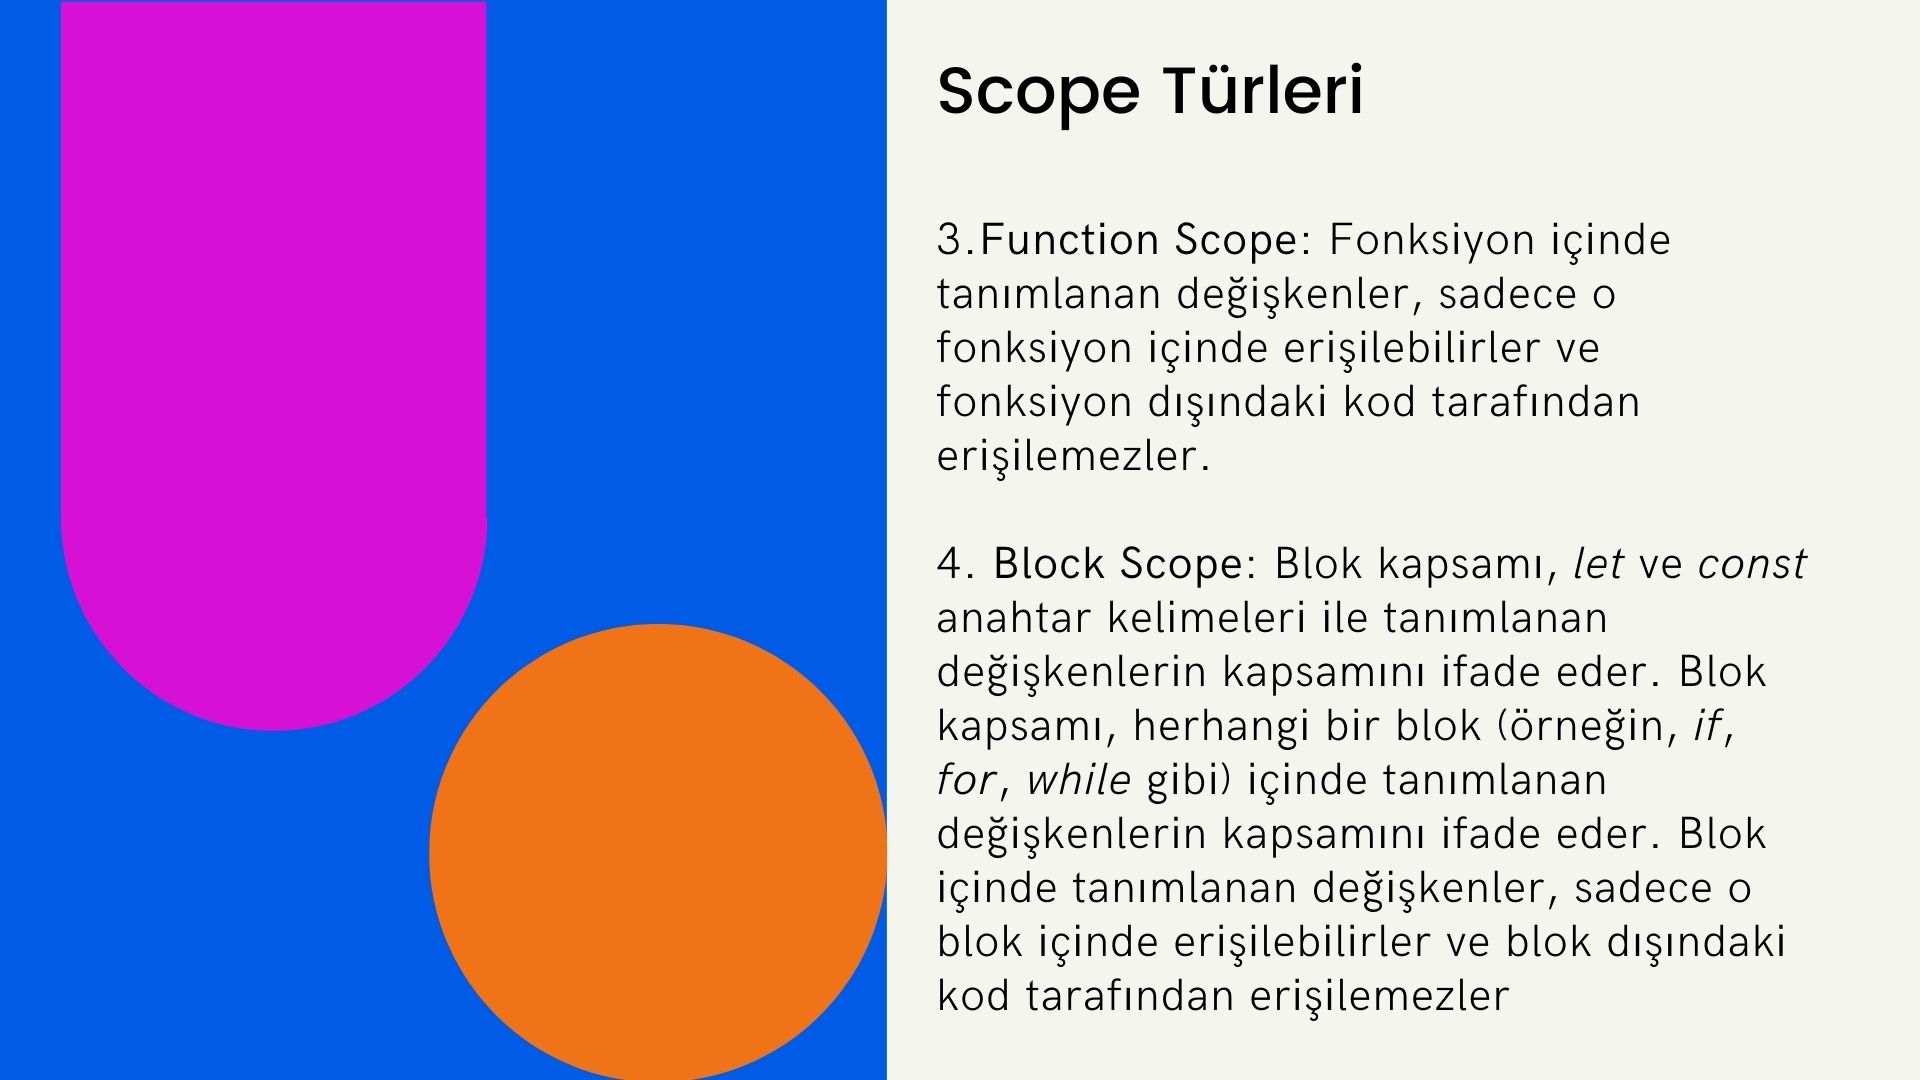 Scope Türleri
3.Function Scope: Fonksiyon içinde
tanımlanan değişkenler, sadece o
fonksiyon içinde erişilebilirler ve
fonksiyon dışındaki kod tarafından
erişilemezler.
4. Block Scope: Blok kapsamı, let ve const
anahtar kelimeleri ile tanımlanan
değişkenlerin kapsamını ifade eder. Blok
kapsamı, herhangi bir blok (örneğin, if,
for, while gibi) içinde tanımlanan
değişkenlerin kapsamını ifade eder. Blok
içinde tanımlanan değişkenler, sadece o
blok içinde erişilebilirler ve blok dışındaki
kod tarafından erişilemezler